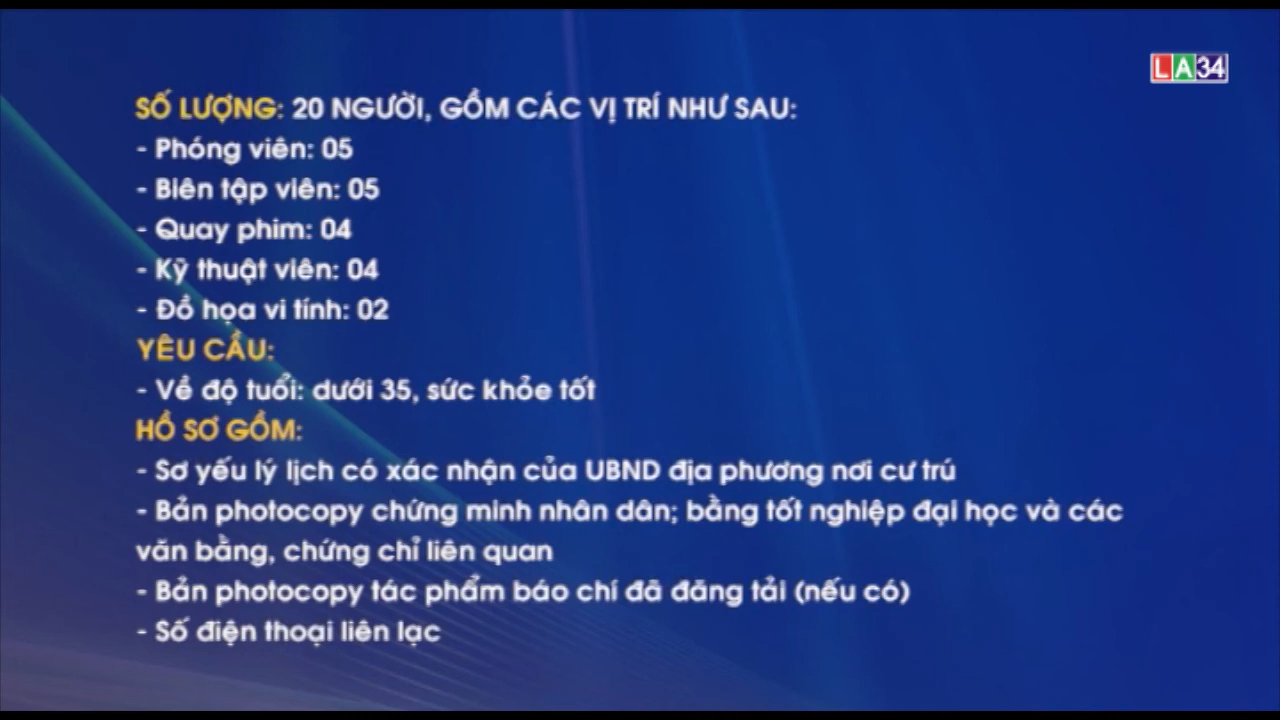 LA34
SỐ LƯỢNG: 20 NGƯỜI, GỒM CÁC VỊ TRÍ NHƯ SAU:
- Phóng viên: 05
- Biên tập viên: 05
- Quay phim: 04
- Kỹ thuật viên: 04
- Đồ họa vi tính: 02
YÊU CẦU:
- Về độ tuổi: dưới 35, sức khỏe tốt
HỒ SƠ GỒM:
- Sơ yếu lý lịch có xác nhận của UBND địa phương nơi cư trú
- Bản photocopy chứng minh nhân dân; bằng tốt nghiệp đại học và các
văn bằng, chứng chỉ liên quan
- Bản photocopy tác phẩm báo chí đã đăng tải (nếu có)
- Số điện thoại liên lạc